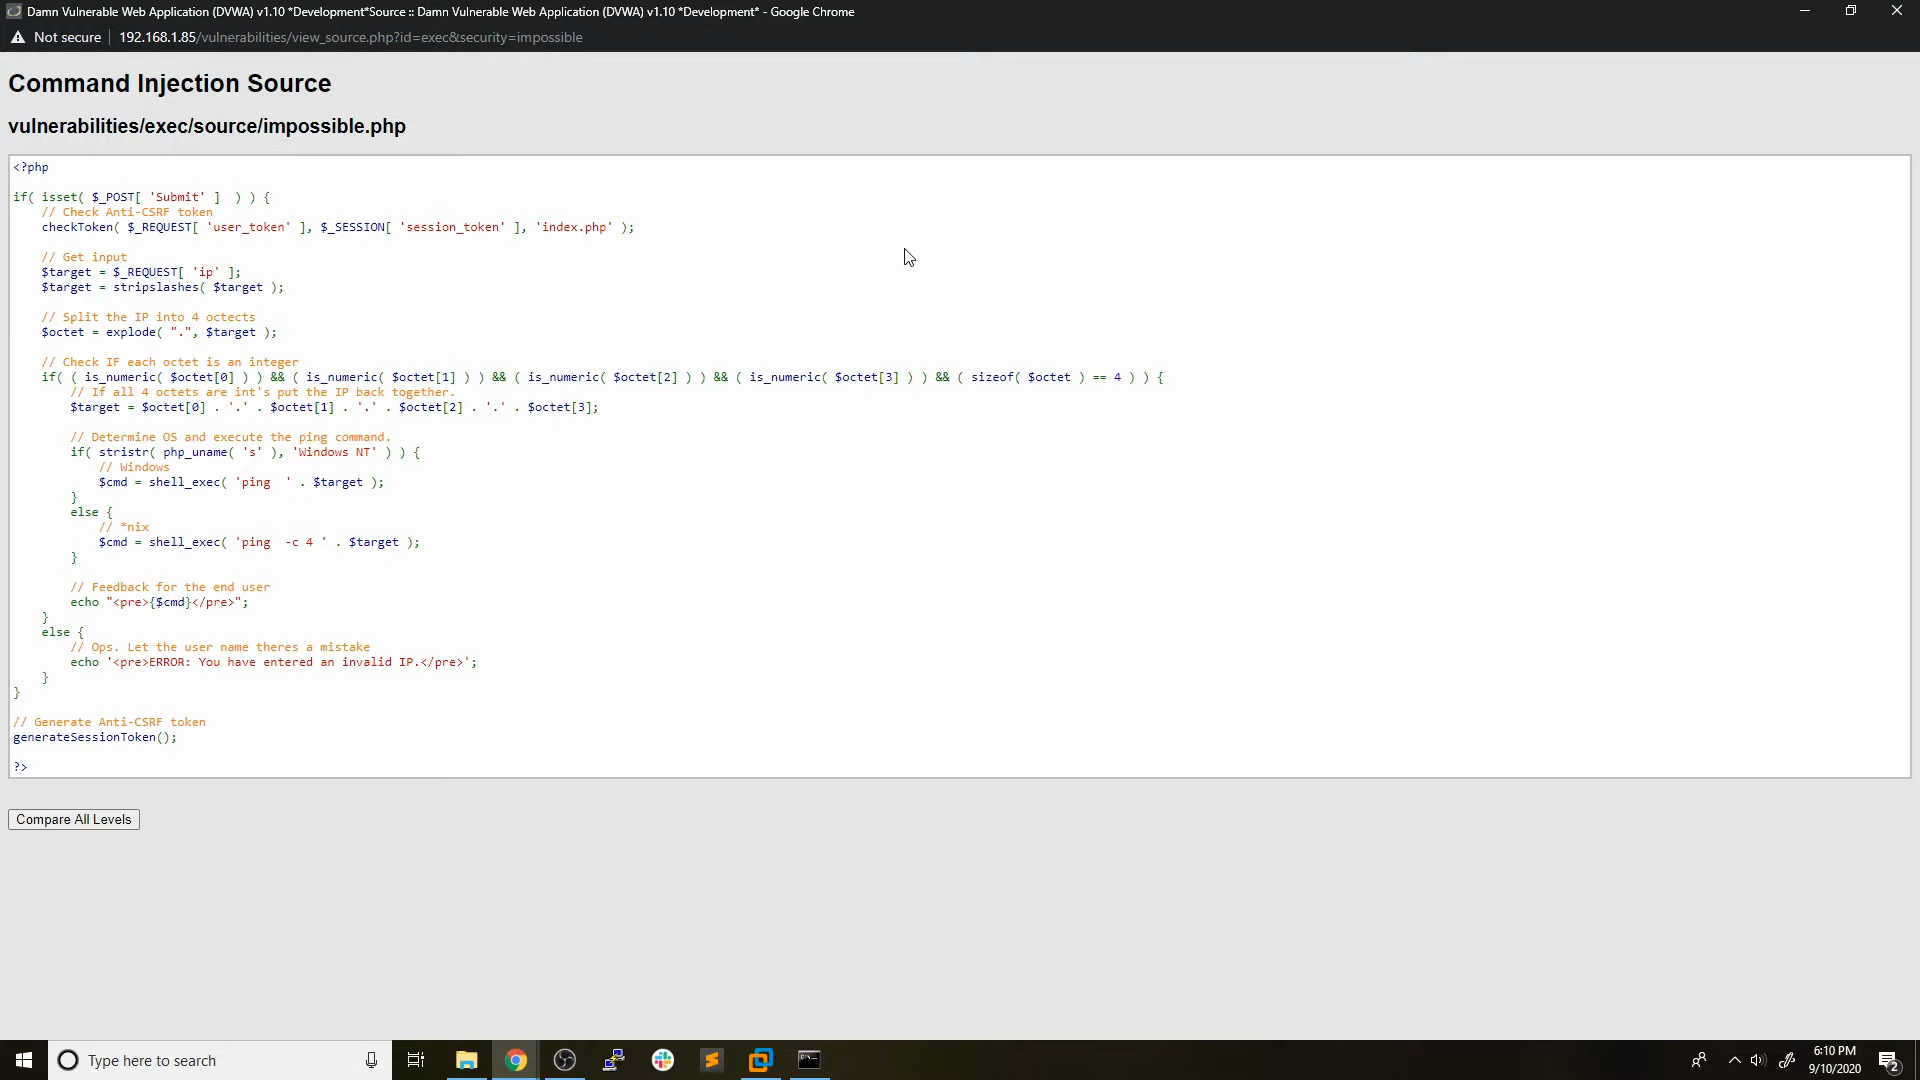 Damn Vulnerable Web Application (DVWA) v1.10 *Development*Source :: Damn Vulnerable Web Application (DVWA) v1.10 *Development* - Google Chrome
Not secure | 192.168.1.85/vulnerabilities/view_source.php?id=exec&security=impossible
Command Injection Source
vulnerabilities/exec/source/impossible.php
<?php
if( isset( $_POST[ 'Submit' ]  ) ) {
    // Check Anti-CSRF token
    checkToken( $_REQUEST[ 'user_token' ], $_SESSION[ 'session_token' ], 'index.php' );
    // Get input
    $target = $_REQUEST[ 'ip' ];
    $target = stripslashes( $target );
    // Split the IP into 4 octects
    $octet = explode( ".", $target );
    // Check IF each octet is an integer
    if( ( is_numeric( $octet[0] ) ) && ( is_numeric( $octet[1] ) ) && ( is_numeric( $octet[2] ) ) && ( is_numeric( $octet[3] ) ) && ( sizeof( $octet ) == 4 ) ) {
        // If all 4 octets are int's put the IP back together.
        $target = $octet[0] . '.' . $octet[1] . '.' . $octet[2] . '.' . $octet[3];
        // Determine OS and execute the ping command.
        if( stristr( php_uname( 's' ), 'Windows NT' ) ) {
            // Windows
            $cmd = shell_exec( 'ping  ' . $target );
        }
        else {
            // *nix
            $cmd = shell_exec( 'ping  -c 4 ' . $target );
        }
        // Feedback for the end user
        echo "<pre>{$cmd}</pre>";
    }
    else {
        // Ops. Let the user name theres a mistake
        echo '<pre>ERROR: You have entered an invalid IP.</pre>';
    }
}
// Generate Anti-CSRF token
generateSessionToken();
?>
Compare All Levels
Type here to search
6:10 PM
9/10/2020
2